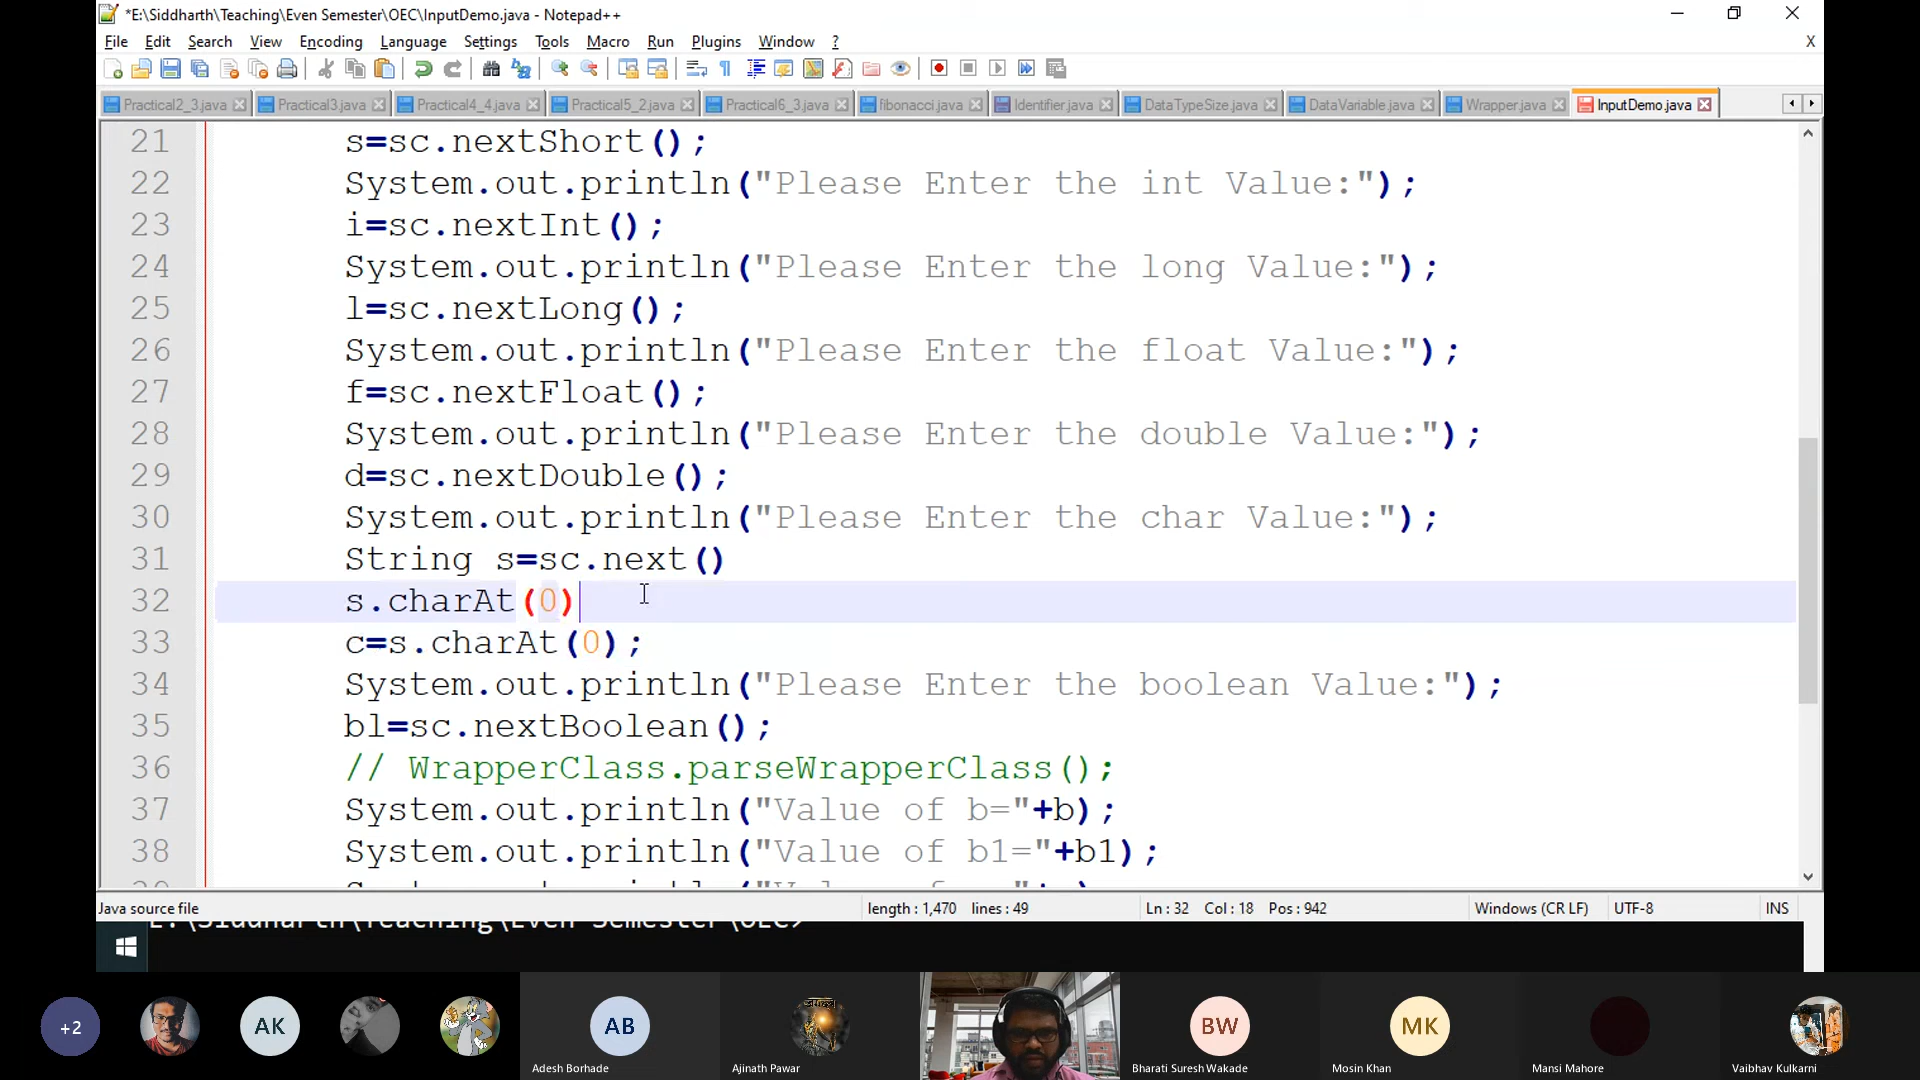 *E:\Siddharth\Teaching\Even Semester\OEC\InputDemo.java - Notepad++
File Edit Search View Encoding Language Settings Tools Macro Run Plugins Window ? X
Practical2_3.java Practical3.java Practical4_4.java Practical5_2.java Practical6_3.java fibonacci.java Identifier.java DataTypeSize.java DataVariable.java Wrapper.java InputDemo.java
21 s=sc.nextShort();
22 System.out.println("Please Enter the int Value:");
23 i=sc.nextInt();
24 System.out.println("Please Enter the long Value:");
25 l=sc.nextLong();
26 System.out.println("Please Enter the float Value:");
27 f=sc.nextFloat();
28 System.out.println("Please Enter the double Value:");
29 d=sc.nextDouble();
30 System.out.println("Please Enter the char Value:");
31 String s=sc.next()
32 s.charAt(0)
33 c=s.charAt(0);
34 System.out.println("Please Enter the boolean Value:");
35 bl=sc.nextBoolean();
36 // WrapperClass.parseWrapperClass();
37 System.out.println("Value of b="+b);
38 System.out.println("Value of b1="+b1);
Java source file length : 1,470 lines : 49 Ln : 32 Col : 18 Pos : 942 Windows (CR LF) UTF-8 INS
E:\Siddharth\Teaching\Even Semester\OEC>
+2 AK AB BW MK
Adesh Borhade Ajinath Pawar Bharati Suresh Wakade Mosin Khan Mansi Mahore Vaibhav Kulkarni